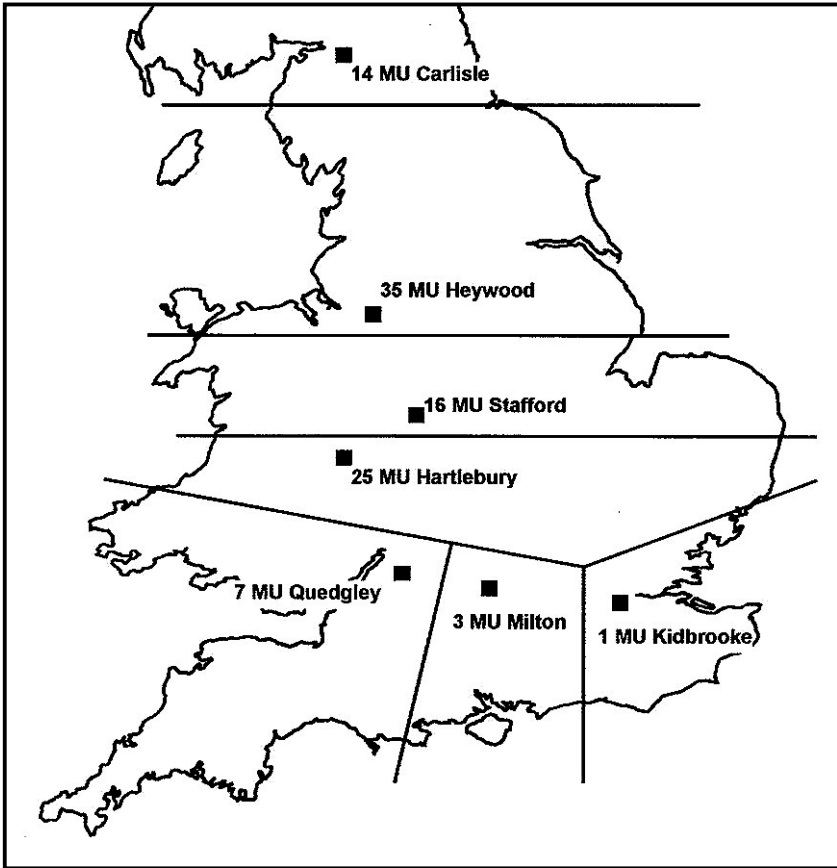 14 MU Carlisle
35 MU Heywood
16 MU Stafford
25 MU Hartlebury
7 MU Quedgley
3 MU Milton
1 MU Kidbrooke